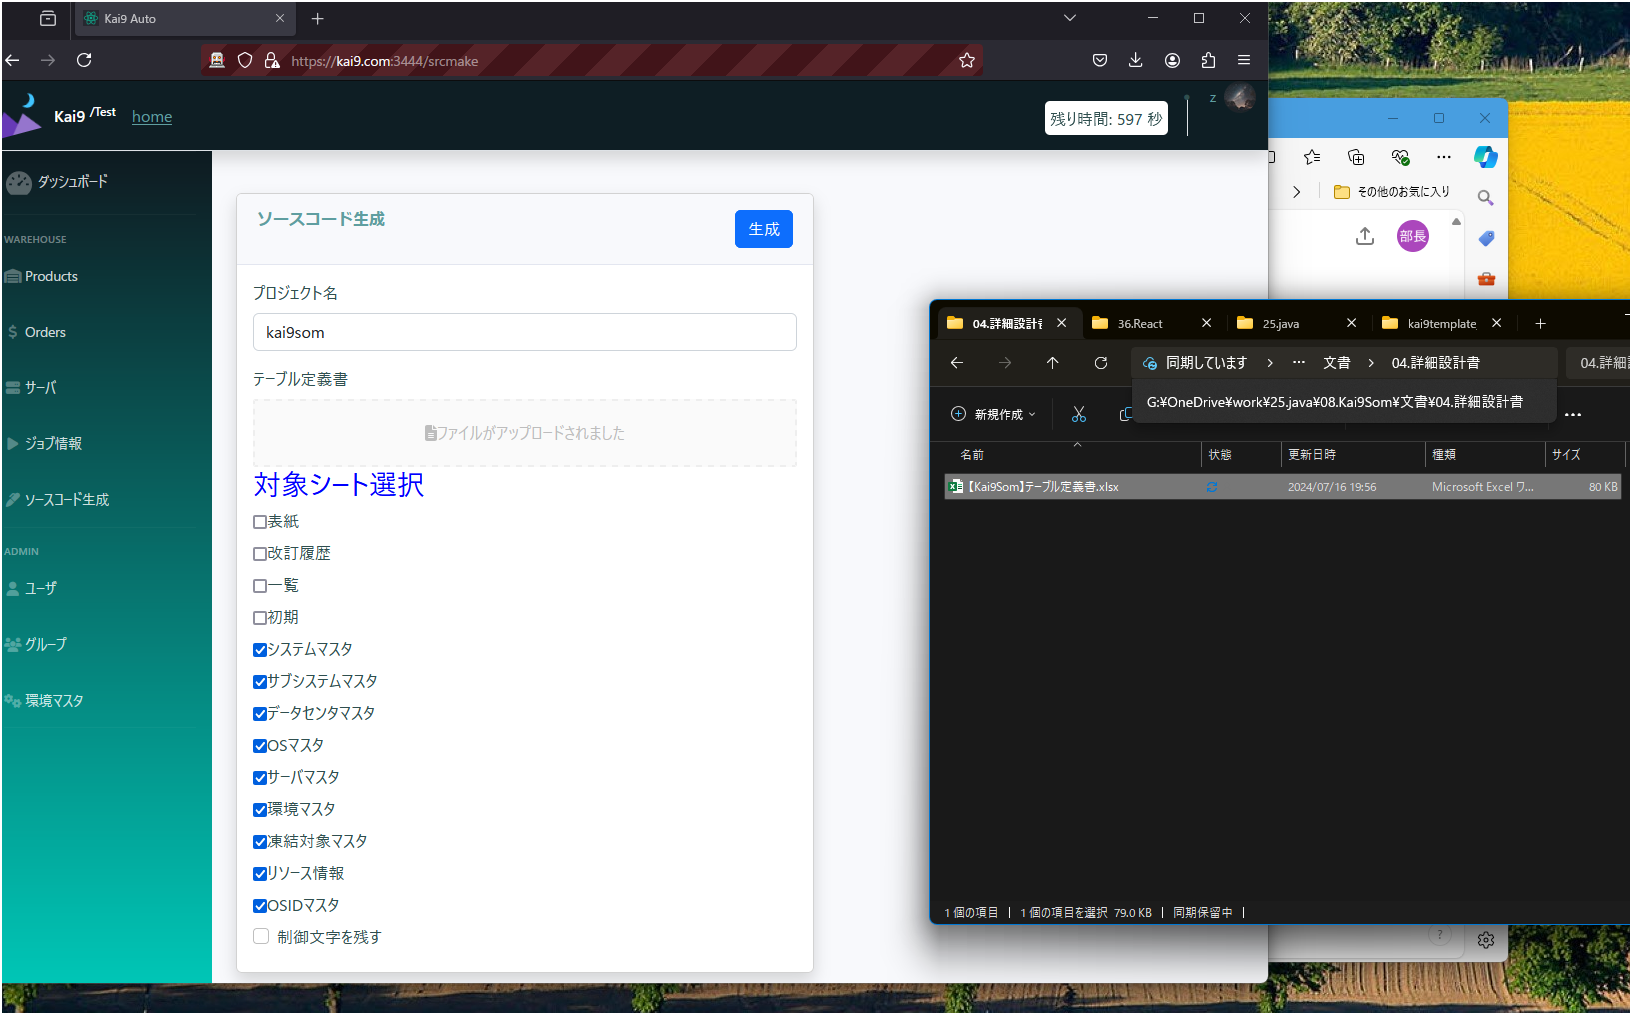 Kai9 Auto
https://kai9.com:3444/srcmake
Kai9 /Test
home
残り時間: 597 秒
z
ダッシュボード
WAREHOUSE
Products
Orders
サーバ
ジョブ情報
ソースコード生成
ADMIN
ユーザ
グループ
環境マスタ
ソースコード生成
生成
プロジェクト名
kai9som
テーブル定義書
ファイルがアップロードされました
対象シート選択
表紙
改訂履歴
一覧
初期
システムマスタ
サブシステムマスタ
データセンタマスタ
OSマスタ
サーバマスタ
環境マスタ
凍結対象マスタ
リソース情報
OSIDマスタ
制御文字を残す
その他のお気に入り
部長
04.詳細設計書
36.React
25.java
kai9template
同期しています
文書
04.詳細設計書
04.詳細
新規作成
G:¥OneDrive¥work¥25.java¥08.Kai9Som¥文書¥04.詳細設計書
名前
状態
更新日時
種類
サイズ
【Kai9Som】テーブル定義書.xlsx
2024/07/16 19:56
Microsoft Excel ワ...
80 KB
1 個の項目
1 個の項目を選択 79.0 KB
同期保留中